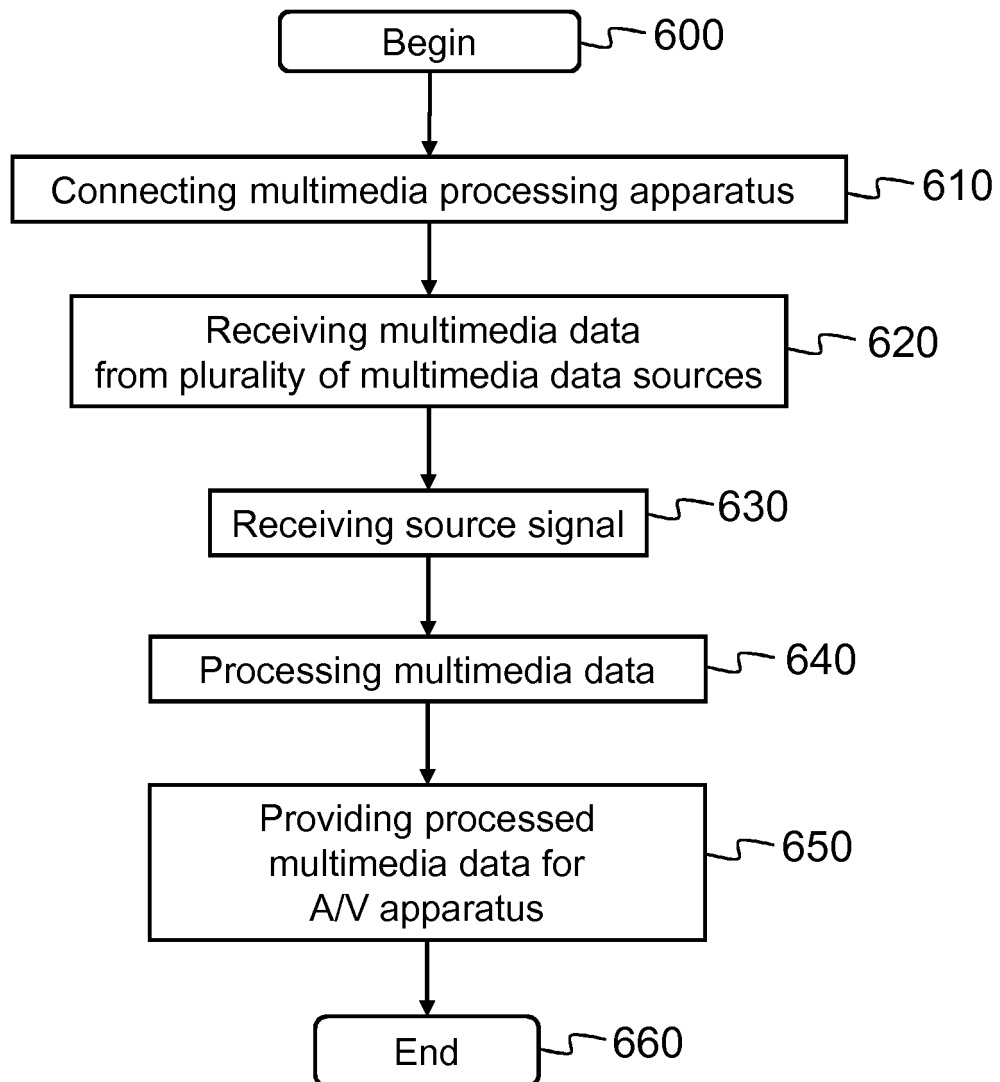 Begin
600
Connecting multimedia processing apparatus
610
Receiving multimedia data
from plurality of multimedia data sources
620
Receiving source signal
630
Processing multimedia data
640
Providing processed
multimedia data for
A/V apparatus
650
End
660